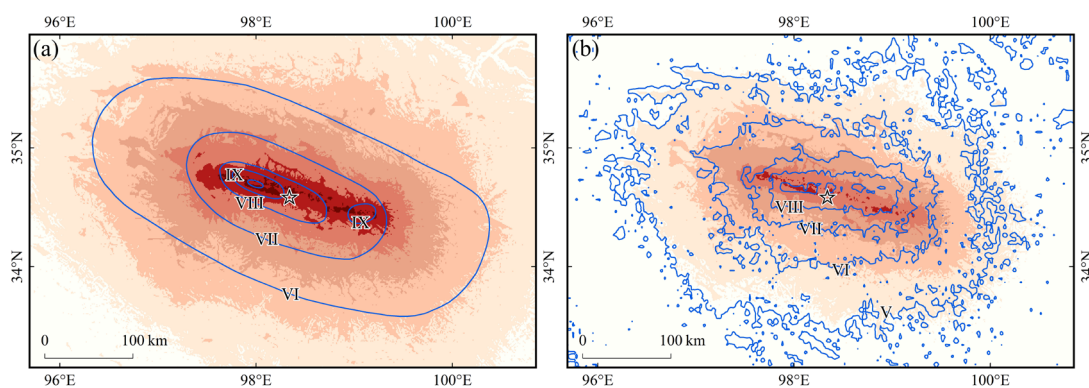 96°E 98°E 100°E 96°E 98°E 100°E
(a) (b)
35°N 35°N 35°N
IX
VIII IX VIII
VII VII
34°N VI 34°N VI 34°N
VI V
0 100 km 0 100 km
96°E 98°E 100°E 96°E 98°E 100°E